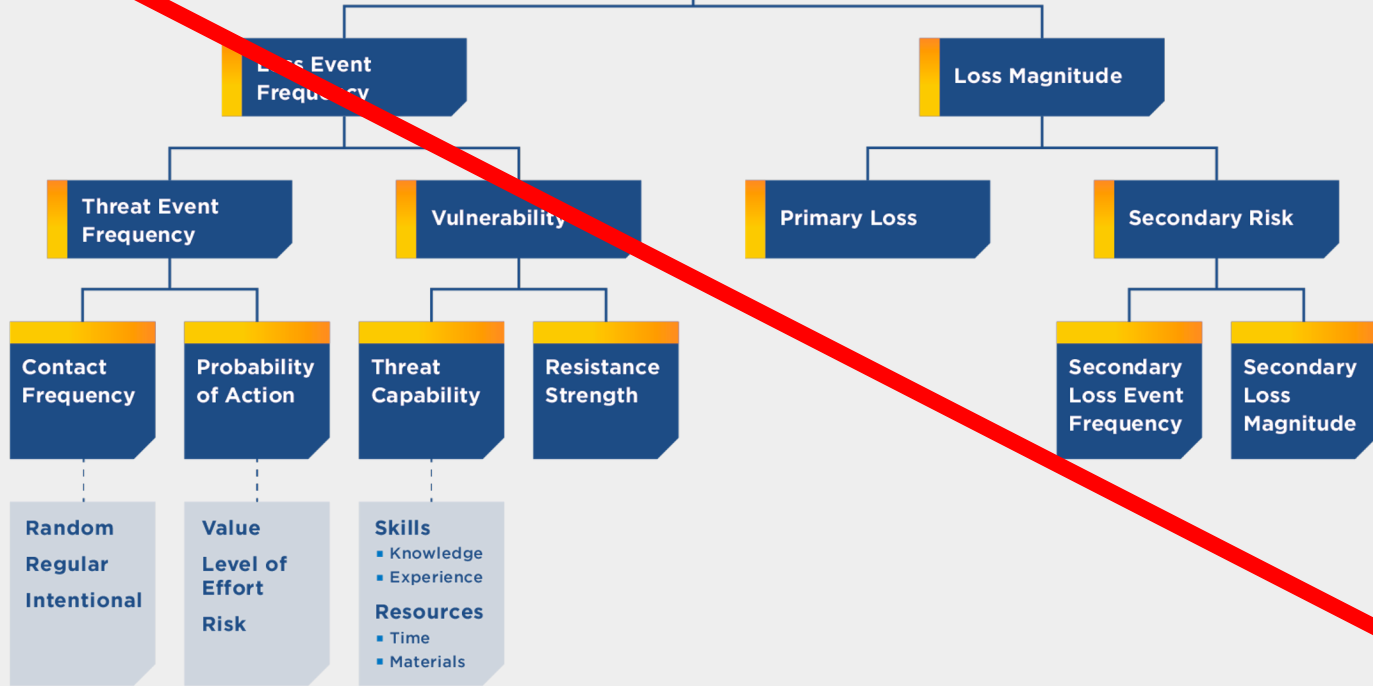 Loss Event
Frequency
Loss Magnitude
Threat Event
Frequency
Vulnerability
Primary Loss
Secondary Risk
Contact
Frequency
Probability
of Action
Threat
Capability
Resistance
Strength
Secondary
Loss Event
Frequency
Secondary
Loss
Magnitude
Random
Regular
Intentional
Value
Level of
Effort
Risk
Skills
Knowledge
Experience
Resources
Time
Materials